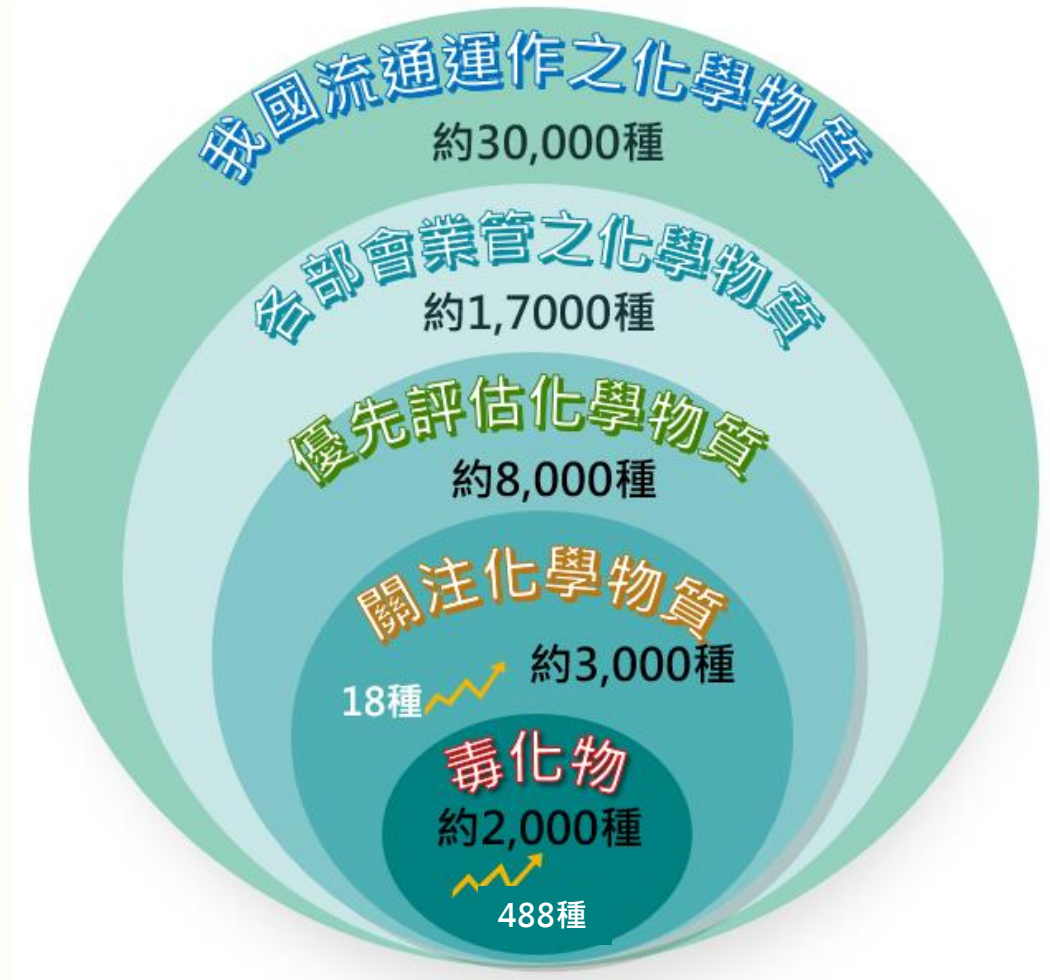 我國流通運作之化學物質
約30,000種
各部會業管之化學物質
約1,7000種
優先評估化學物質
約8,000種
關注化學物質
約3,000種
18種
毒化物
約2,000種
488種